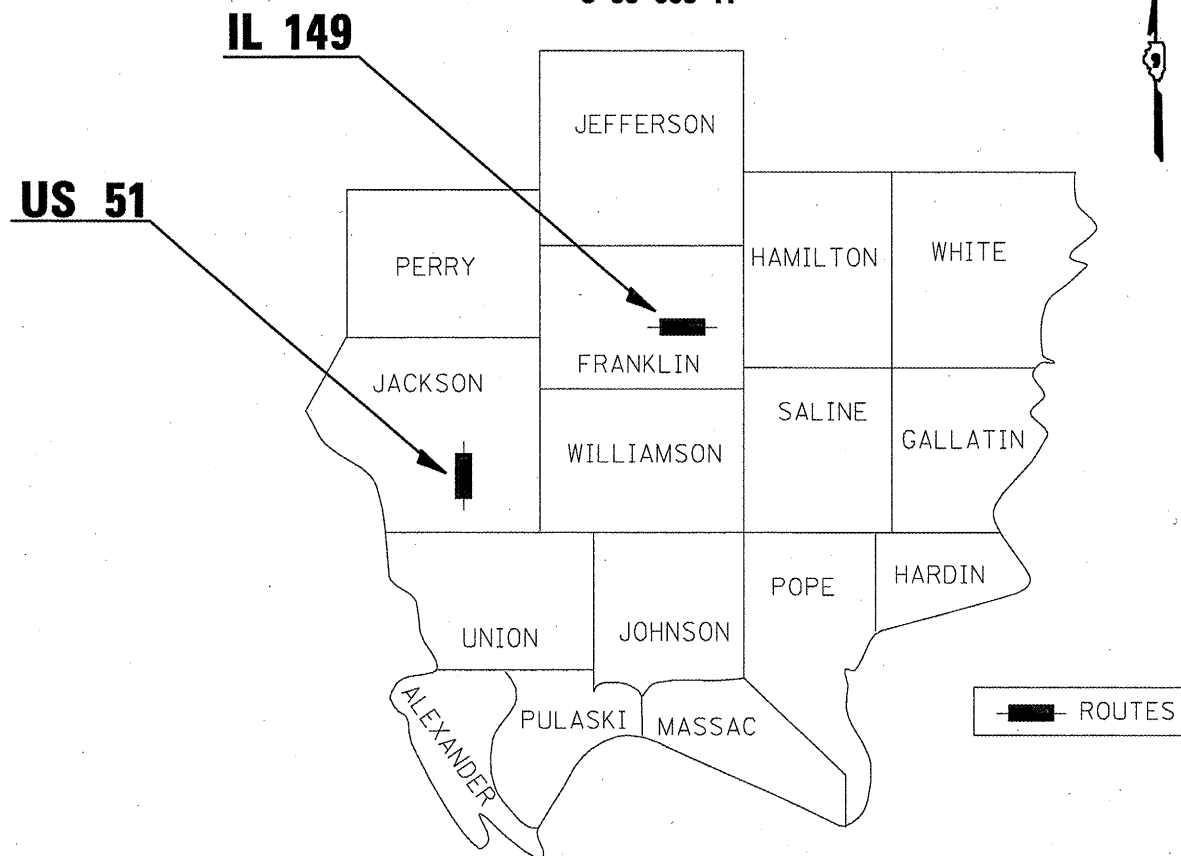 IL 149
JEFFERSON
US 51
PERRY
HAMILTON
WHITE
FRANKLIN
JACKSON
SALINE
GALLATIN
WILLIAMSON
POPE
HARDIN
UNION
JOHNSON
ALEXANDER
PULASKI
MASSAC
ROUTES